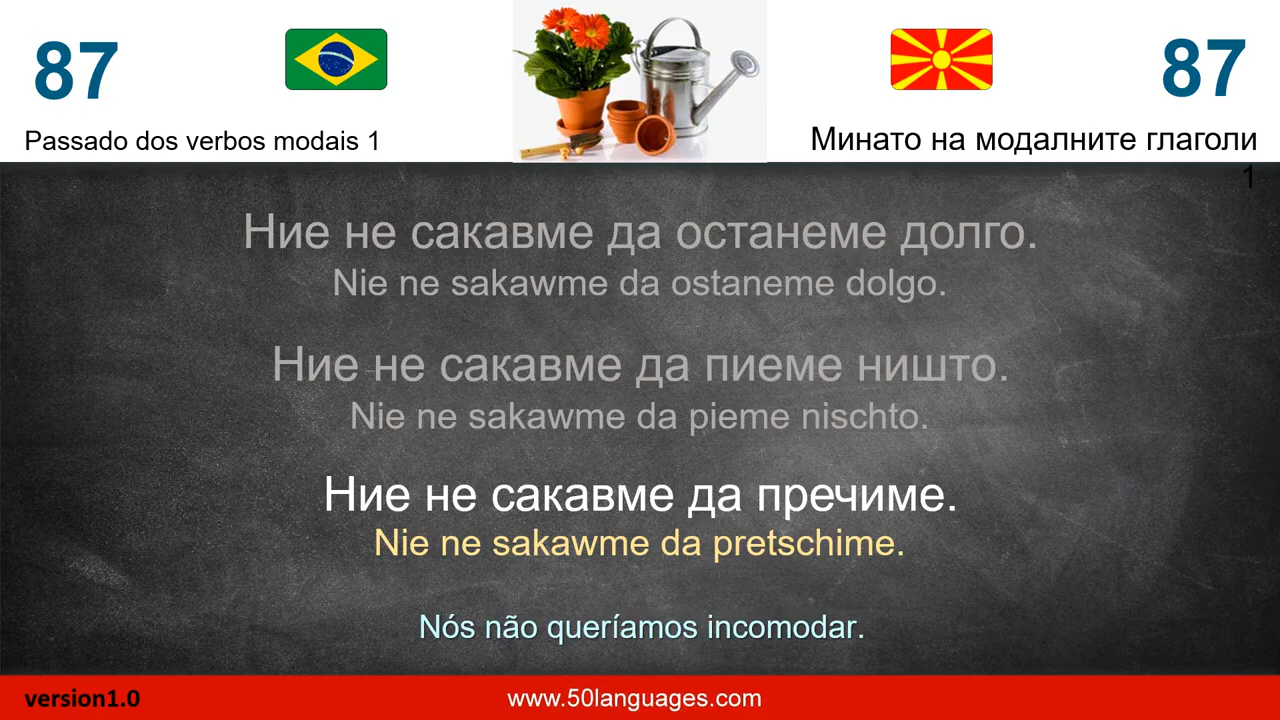 87
87
Passado dos verbos modais 1
Минато на модалните глаголи
1
Ние не сакавме да останеме долго.
Nie ne sakawme da ostaneme dolgo.
Ние не сакавме да пиеме ништо.
Nie ne sakawme da pieme nischto.
Ние не сакавме да пречиме.
Nie ne sakawme da pretschime.
Nós não queríamos incomodar.
version1.0
www.50languages.com